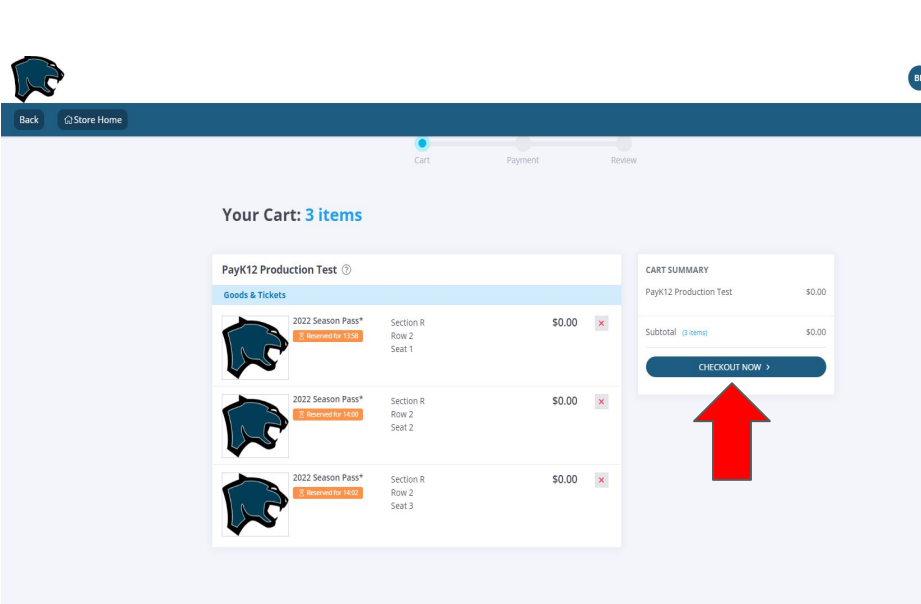 Back
Store Home
Cart
Payment
Review
Your Cart: 3 items
PayK12 Production Test
Goods & Tickets
2022 Season Pass*
Reserved for 13:58
Section R
Row 2
Seat 1
$0.00
2022 Season Pass*
Reserved for 14:00
Section R
Row 2
Seat 2
$0.00
2022 Season Pass*
Reserved for 14:02
Section R
Row 2
Seat 3
$0.00
CART SUMMARY
PayK12 Production Test $0.00
Subtotal (3 items) $0.00
CHECKOUT NOW >